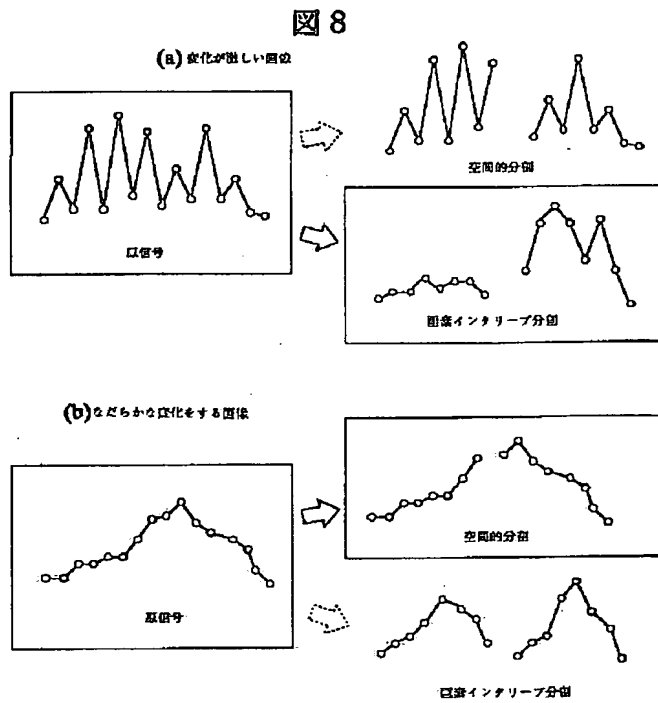 図8
(a) 変化が激しい画像
空間的分割
原信号
画素インタリーブ分割
(b) なだらかな変化をする画像
空間的分割
原信号
画素インタリーブ分割